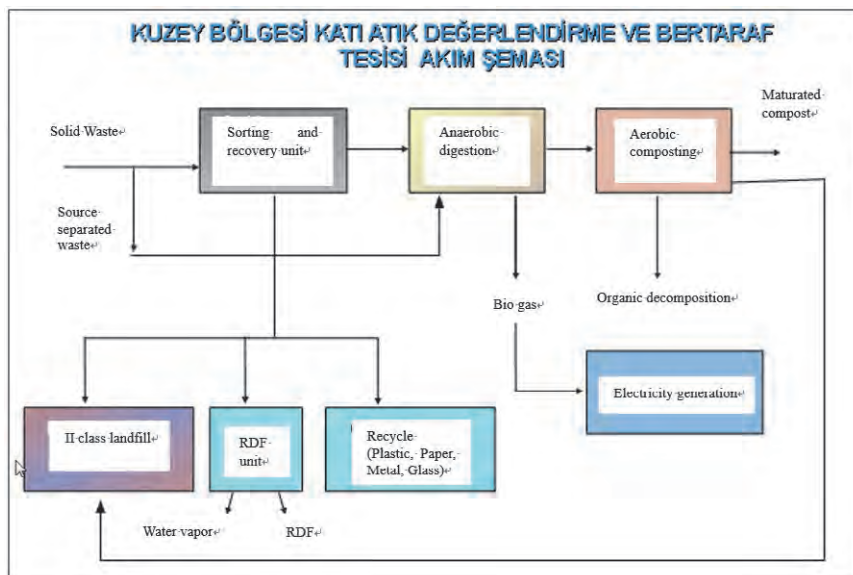 KUZEY BÖLGESİ KATI ATIK DEĞERLENDİRME VE BERTARAF
TESİSİ AKIM ŞEMASI
Maturated
compost
Solid Waste
Sorting and
recovery unit
Anaerobic
digestion
Aerobic
composting
Source
separated
waste
Bio gas
Organic decomposition
Electricity generation
II class landfill
RDF
unit
Recycle
(Plastic, Paper,
Metal, Glass)
Water vapor
RDF